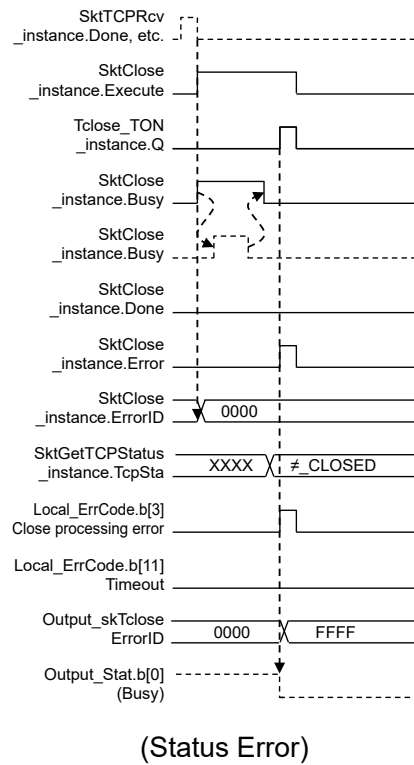 SktTCPRcv
_instance.Done, etc.
SktClose
_instance.Execute
Tclose_TON
_instance.Q
SktClose
_instance.Busy
SktClose
_instance.Busy
SktClose
_instance.Done
SktClose
_instance.Error
SktClose
_instance.ErrorID
0000
SktGetTCPStatus
_instance.TcpSta
XXXX
≠_CLOSED
Local_ErrCode.b[3]
Close processing error
Local_ErrCode.b[11]
Timeout
Output_skTclose
ErrorID
0000
FFFF
Output_Stat.b[0]
(Busy)
(Status Error)